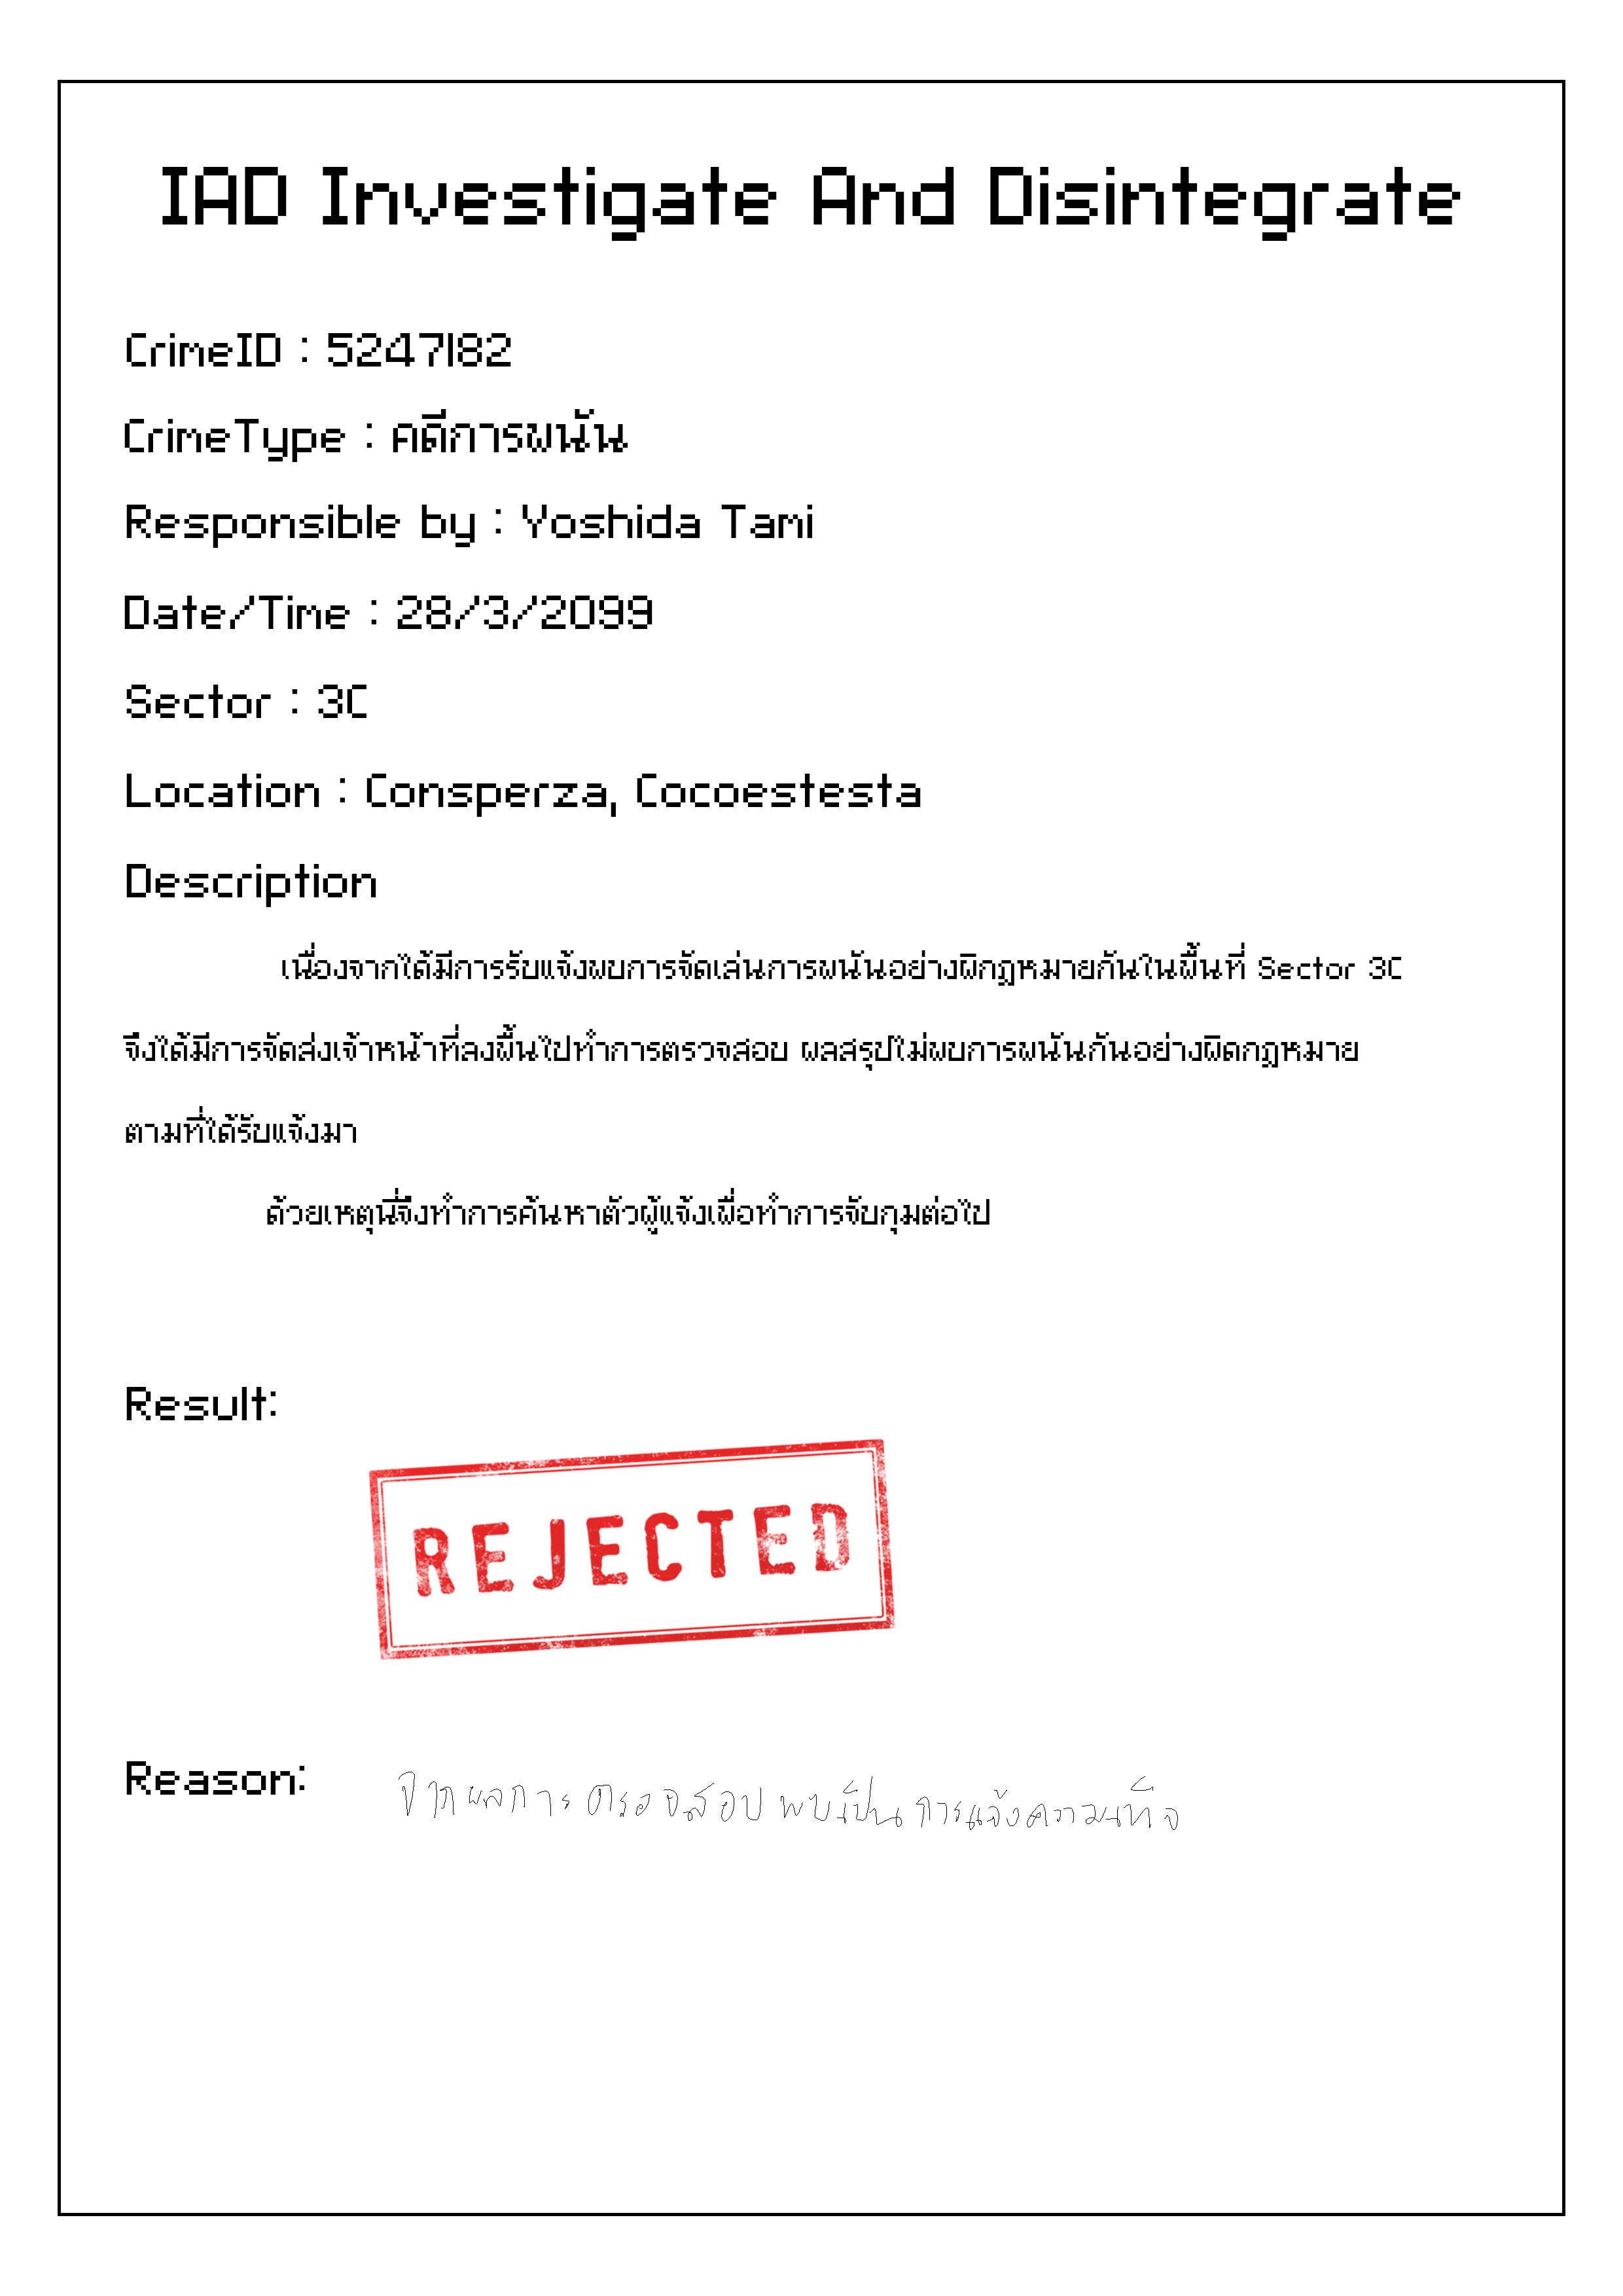 IAD Investigate And Disintegrate
CrimeID : 5247182
CrimeType : คดีการพนัน
Responsible by : Yoshida Tami
Date/Time : 28/3/2099
Sector : 3C
Location : Consperza, Cocoestesta
Description
เนื่องจากได้มีการรับแจ้งพบการจัดเล่นการพนันอย่างผิกฎหมายกันในพื้นที่ Sector 3C
จึงได้มีการจัดส่งเจ้าหน้าที่ลงพื้นไปทำการตรวจสอบ ผลสรุปไม่พบการพนันกันอย่างผิดกฎหมาย
ตามที่ได้รับแจ้งมา
ด้วยเหตุนี่จึงทำการค้นหาตัวผู้แจ้งเพื่อทำการจับกุมต่อไป
Result:
REJECTED
Reason: จากผลการตรวจสอบพบเป็นการแจ้งความเท็จ